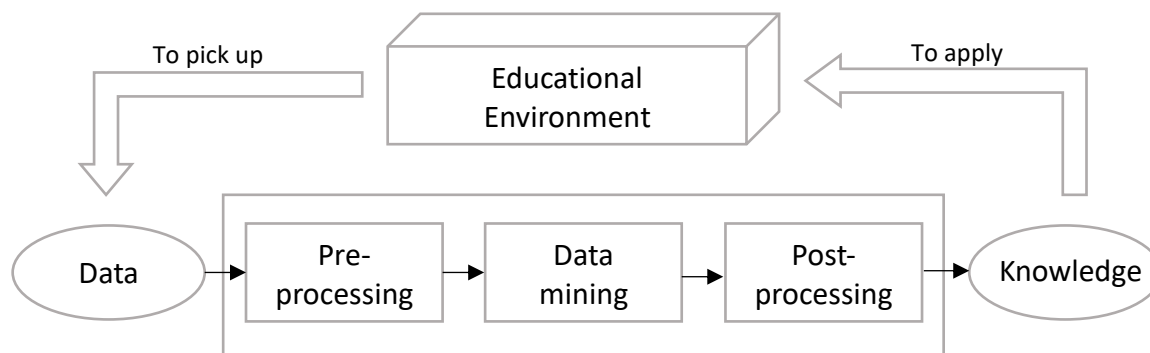 To pick up
Educational
Environment
To apply
Data
Pre-
processing
Data
mining
Post-
processing
Knowledge